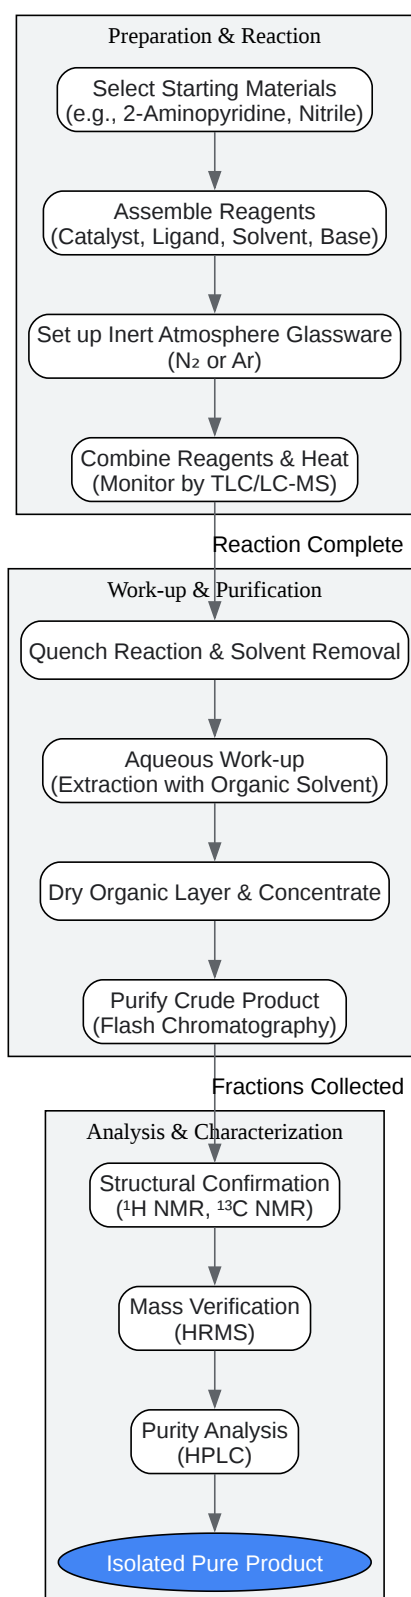 Preparation & Reaction
Select Starting Materials
(e.g., 2-Aminopyridine, Nitrile)
Assemble Reagents
(Catalyst, Ligand, Solvent, Base)
Set up Inert Atmosphere Glassware
(N₂ or Ar)
Combine Reagents & Heat
(Monitor by TLC/LC-MS)
Reaction Complete
Work-up & Purification
Quench Reaction & Solvent Removal
Aqueous Work-up
(Extraction with Organic Solvent)
Dry Organic Layer & Concentrate
Purify Crude Product
(Flash Chromatography)
Fractions Collected
Analysis & Characterization
Structural Confirmation
(¹H NMR, ¹³C NMR)
Mass Verification
(HRMS)
Purity Analysis
(HPLC)
Isolated Pure Product